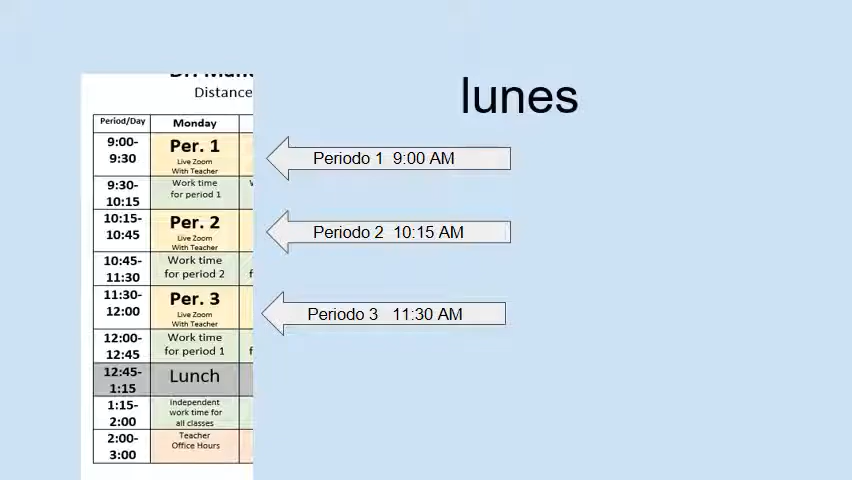 lunes
Distance
Period/Day Monday
9:00-
9:30
Per. 1
Live Zoom
With Teacher
9:30-
10:15
Work time
for period 1
10:15-
10:45
Per. 2
Live Zoom
With Teacher
10:45-
11:30
Work time
for period 2
11:30-
12:00
Per. 3
Live Zoom
With Teacher
12:00-
12:45
Work time
for period 1
12:45-
1:15
Lunch
1:15-
2:00
Independent
work time for
all classes
2:00-
3:00
Teacher
Office Hours
Periodo 1 9:00 AM
Periodo 2 10:15 AM
Periodo 3 11:30 AM